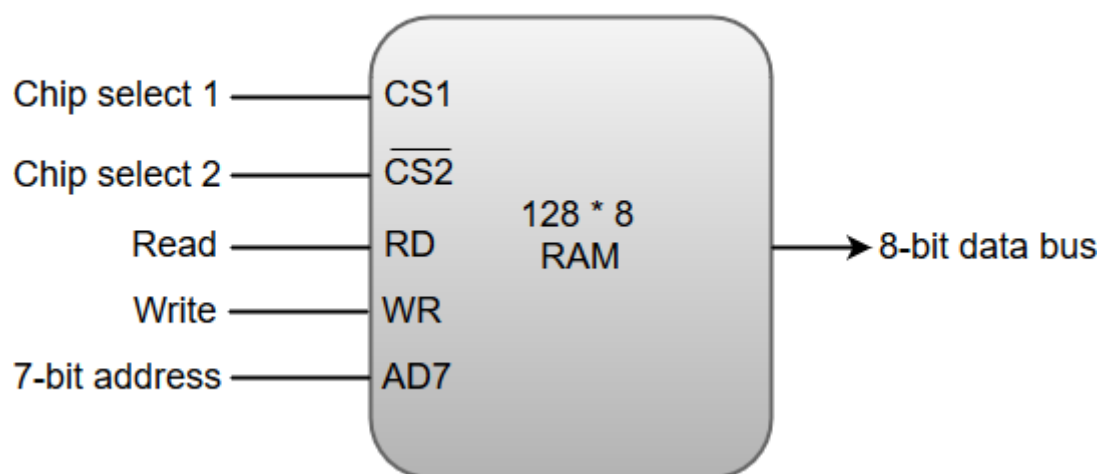 Chip select 1
CS1
Chip select 2
C̅S̅2̅
Read
RD
128 * 8
RAM
8-bit data bus
Write
WR
7-bit address
AD7